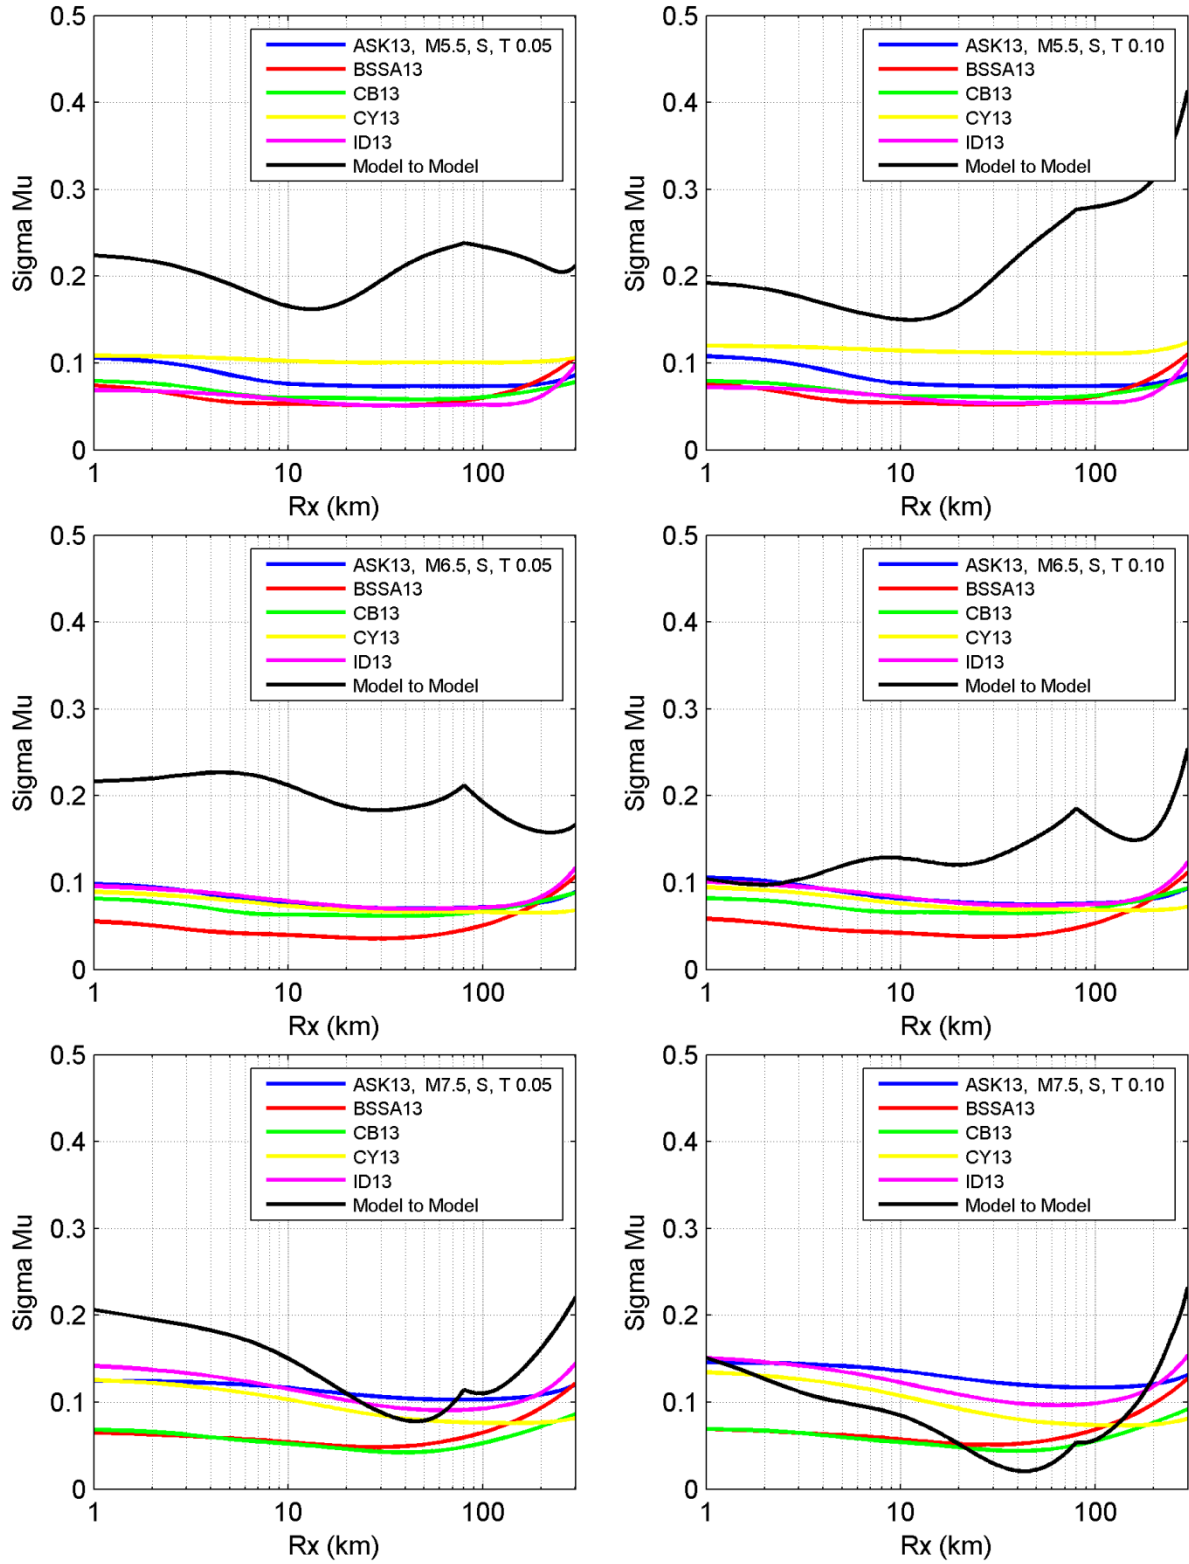 0.5
0.4
0.3
0.2
0.1
0
Sigma Mu
ASK13, M5.5, S, T 0.05
BSSA13
CB13
CY13
ID13
Model to Model
1
10
100
Rx (km)
0.5
0.4
0.3
0.2
0.1
0
Sigma Mu
ASK13, M5.5, S, T 0.10
BSSA13
CB13
CY13
ID13
Model to Model
1
10
100
Rx (km)
0.5
0.4
0.3
0.2
0.1
0
Sigma Mu
ASK13, M6.5, S, T 0.05
BSSA13
CB13
CY13
ID13
Model to Model
1
10
100
Rx (km)
0.5
0.4
0.3
0.2
0.1
0
Sigma Mu
ASK13, M6.5, S, T 0.10
BSSA13
CB13
CY13
ID13
Model to Model
1
10
100
Rx (km)
0.5
0.4
0.3
0.2
0.1
0
Sigma Mu
ASK13, M7.5, S, T 0.05
BSSA13
CB13
CY13
ID13
Model to Model
1
10
100
Rx (km)
0.5
0.4
0.3
0.2
0.1
0
Sigma Mu
ASK13, M7.5, S, T 0.10
BSSA13
CB13
CY13
ID13
Model to Model
1
10
100
Rx (km)